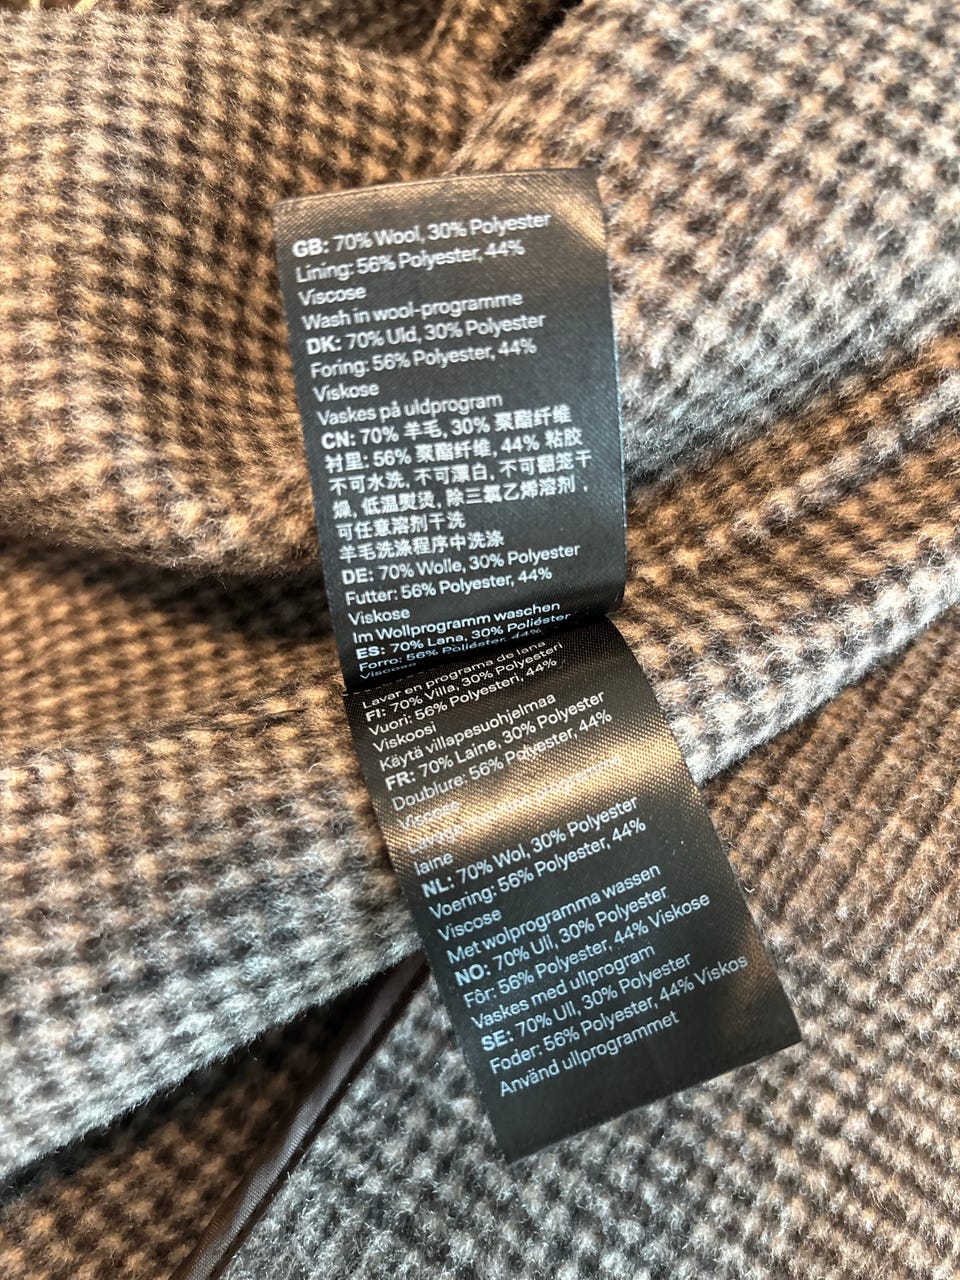 GB: 70% Wool, 30% Polyester
Lining: 56% Polyester, 44%
Viscose
Wash in wool-programme
DK: 70% Uld, 30% Polyester
Foring: 56% Polyester, 44%
Viskose
Vaskes på uldprogram
CN: 70% 羊毛, 30% 聚酯纤维
衬里: 56% 聚酯纤维, 44% 粘胶
不可水洗, 不可漂白, 不可翻笼干
燥, 低温熨烫, 除三氯乙烯溶剂,
可任意溶剂干洗
羊毛洗涤程序中洗涤
DE: 70% Wolle, 30% Polyester
Futter: 56% Polyester, 44%
Viskose
Im Wollprogramm waschen
ES: 70% Lana, 30% Poliéster
Forro: 56% Poliéster, 44%
Viscosa
Lavar en programa de lana
FI: 70% Villa, 30% Polyesteri
Vuori: 56% Polyesteri, 44%
Viskoosi
Käytä villapesuohjelmaa
FR: 70% Laine, 30% Polyester
Doublure: 56% Polyester, 44%
Viscose
laine
NL: 70% Wol, 30% Polyester
Voering: 56% Polyester, 44%
Viscose
Met wolprogramma wassen
NO: 70% Ull, 30% Polyester
Fôr: 56% Polyester, 44% Viskose
Vaskes med ullprogram
SE: 70% Ull, 30% Polyester
Foder: 56% Polyester, 44% Viskos
Använd ullprogrammet